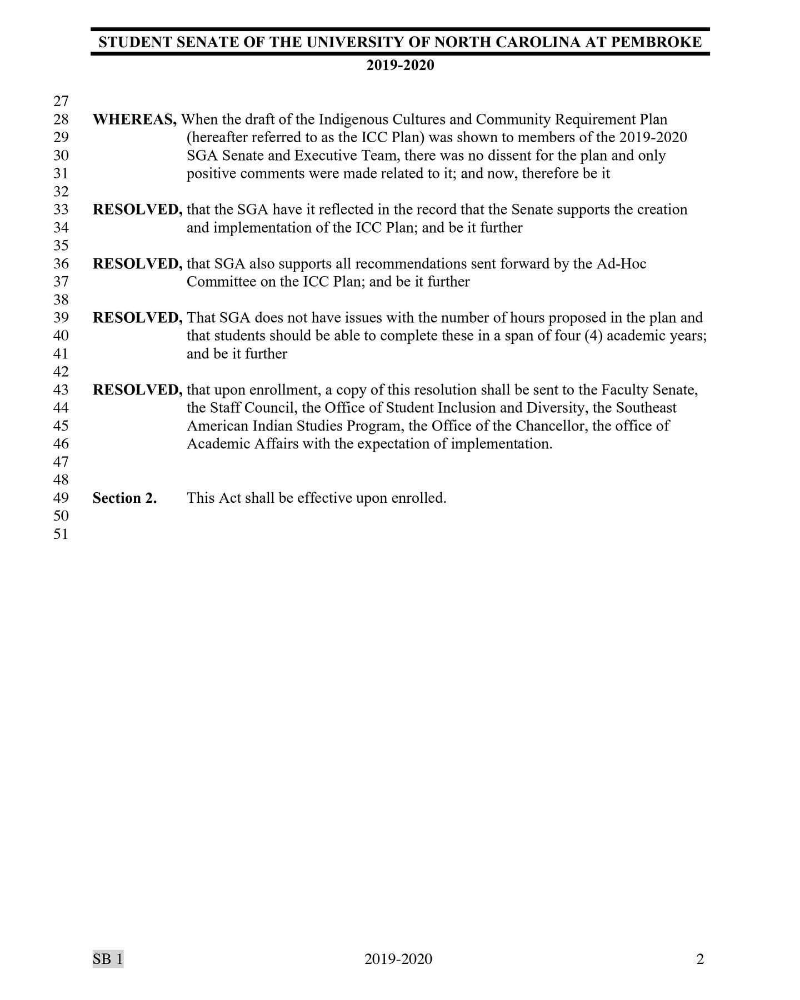 STUDENT SENATE OF THE UNIVERSITY OF NORTH CAROLINA AT PEMBROKE
2019-2020
27
28 WHEREAS, When the draft of the Indigenous Cultures and Community Requirement Plan
29 (hereafter referred to as the ICC Plan) was shown to members of the 2019-2020
30 SGA Senate and Executive Team, there was no dissent for the plan and only
31 positive comments were made related to it; and now, therefore be it
32
33 RESOLVED, that the SGA have it reflected in the record that the Senate supports the creation
34 and implementation of the ICC Plan; and be it further
35
36 RESOLVED, that SGA also supports all recommendations sent forward by the Ad-Hoc
37 Committee on the ICC Plan; and be it further
38
39 RESOLVED, That SGA does not have issues with the number of hours proposed in the plan and
40 that students should be able to complete these in a span of four (4) academic years;
41 and be it further
42
43 RESOLVED, that upon enrollment, a copy of this resolution shall be sent to the Faculty Senate,
44 the Staff Council, the Office of Student Inclusion and Diversity, the Southeast
45 American Indian Studies Program, the Office of the Chancellor, the office of
46 Academic Affairs with the expectation of implementation.
47
48
49 Section 2. This Act shall be effective upon enrolled.
50
51
SB 1 2019-2020 2